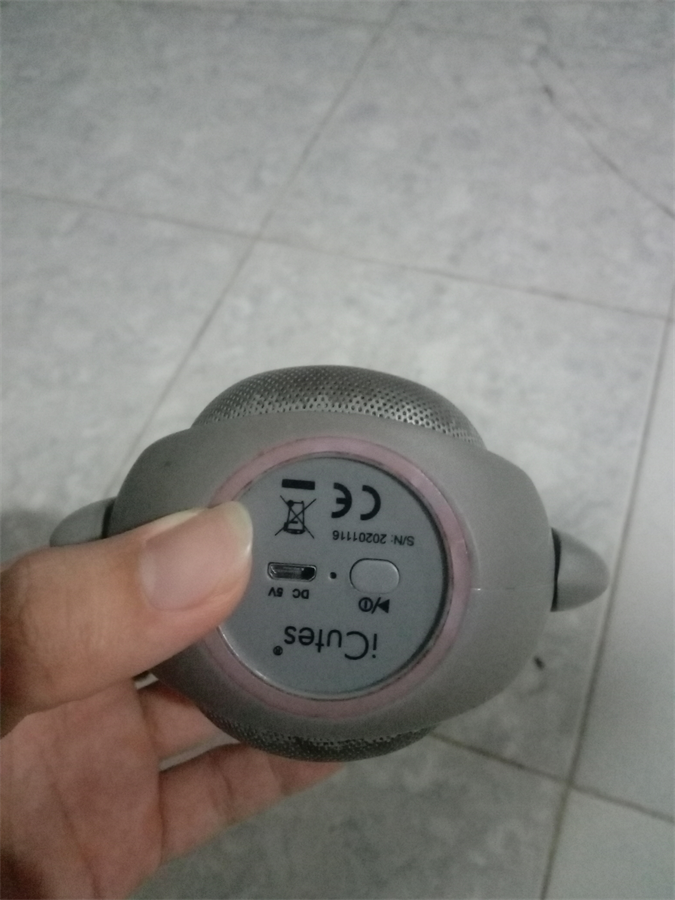 iCutes®
DC 5V
S/N: 20201116
CE